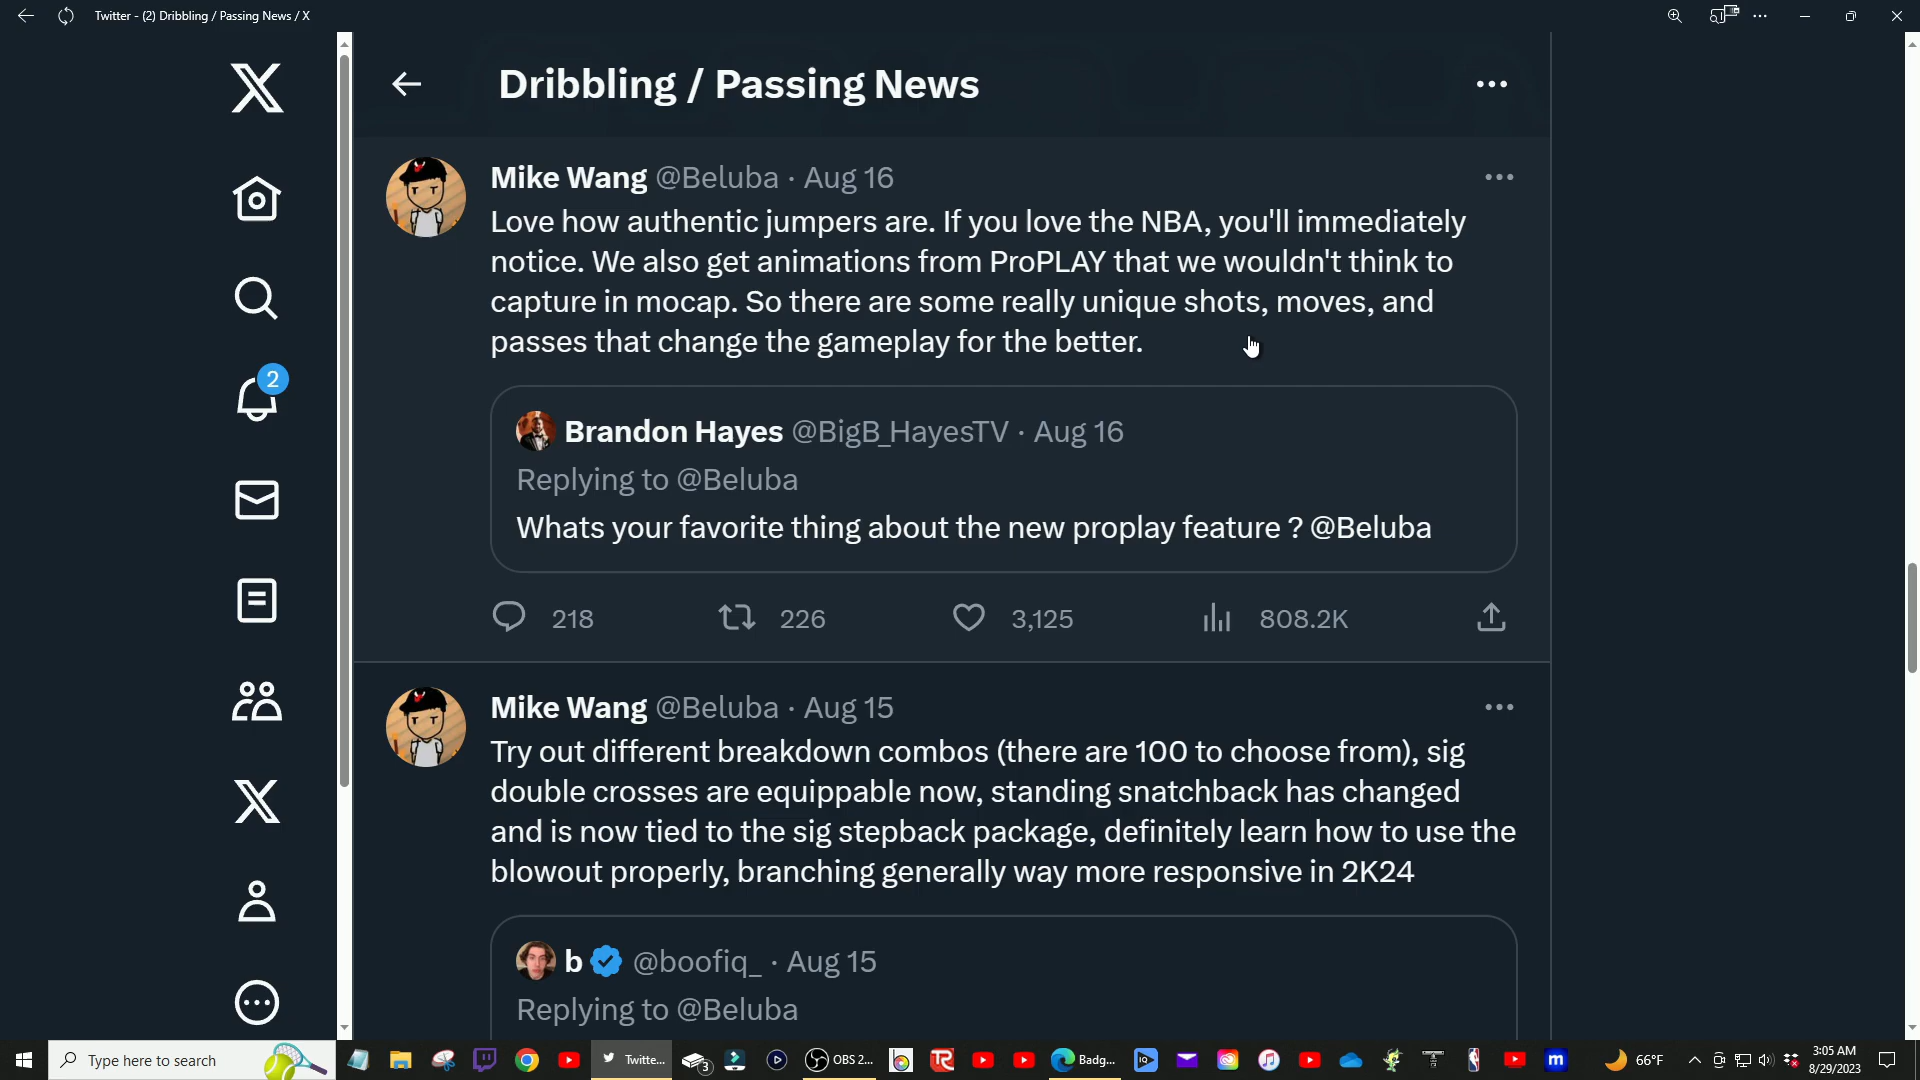 Twitter - (2) Dribbling / Passing News / X
Dribbling / Passing News
Mike Wang @Beluba · Aug 16
Love how authentic jumpers are. If you love the NBA, you'll immediately
notice. We also get animations from ProPLAY that we wouldn't think to
capture in mocap. So there are some really unique shots, moves, and
passes that change the gameplay for the better.
2
Brandon Hayes @BigB_HayesTV · Aug 16
Replying to @Beluba
Whats your favorite thing about the new proplay feature ? @Beluba
218 226 3,125 808.2K
Mike Wang @Beluba · Aug 15
Try out different breakdown combos (there are 100 to choose from), sig
double crosses are equippable now, standing snatchback has changed
and is now tied to the sig stepback package, definitely learn how to use the
blowout properly, branching generally way more responsive in 2K24
b @boofiq_ · Aug 15
Replying to @Beluba
Type here to search
Twitte...
3
OBS 2...
TR
Badg...
IQ
m
66°F
3:05 AM
8/29/2023